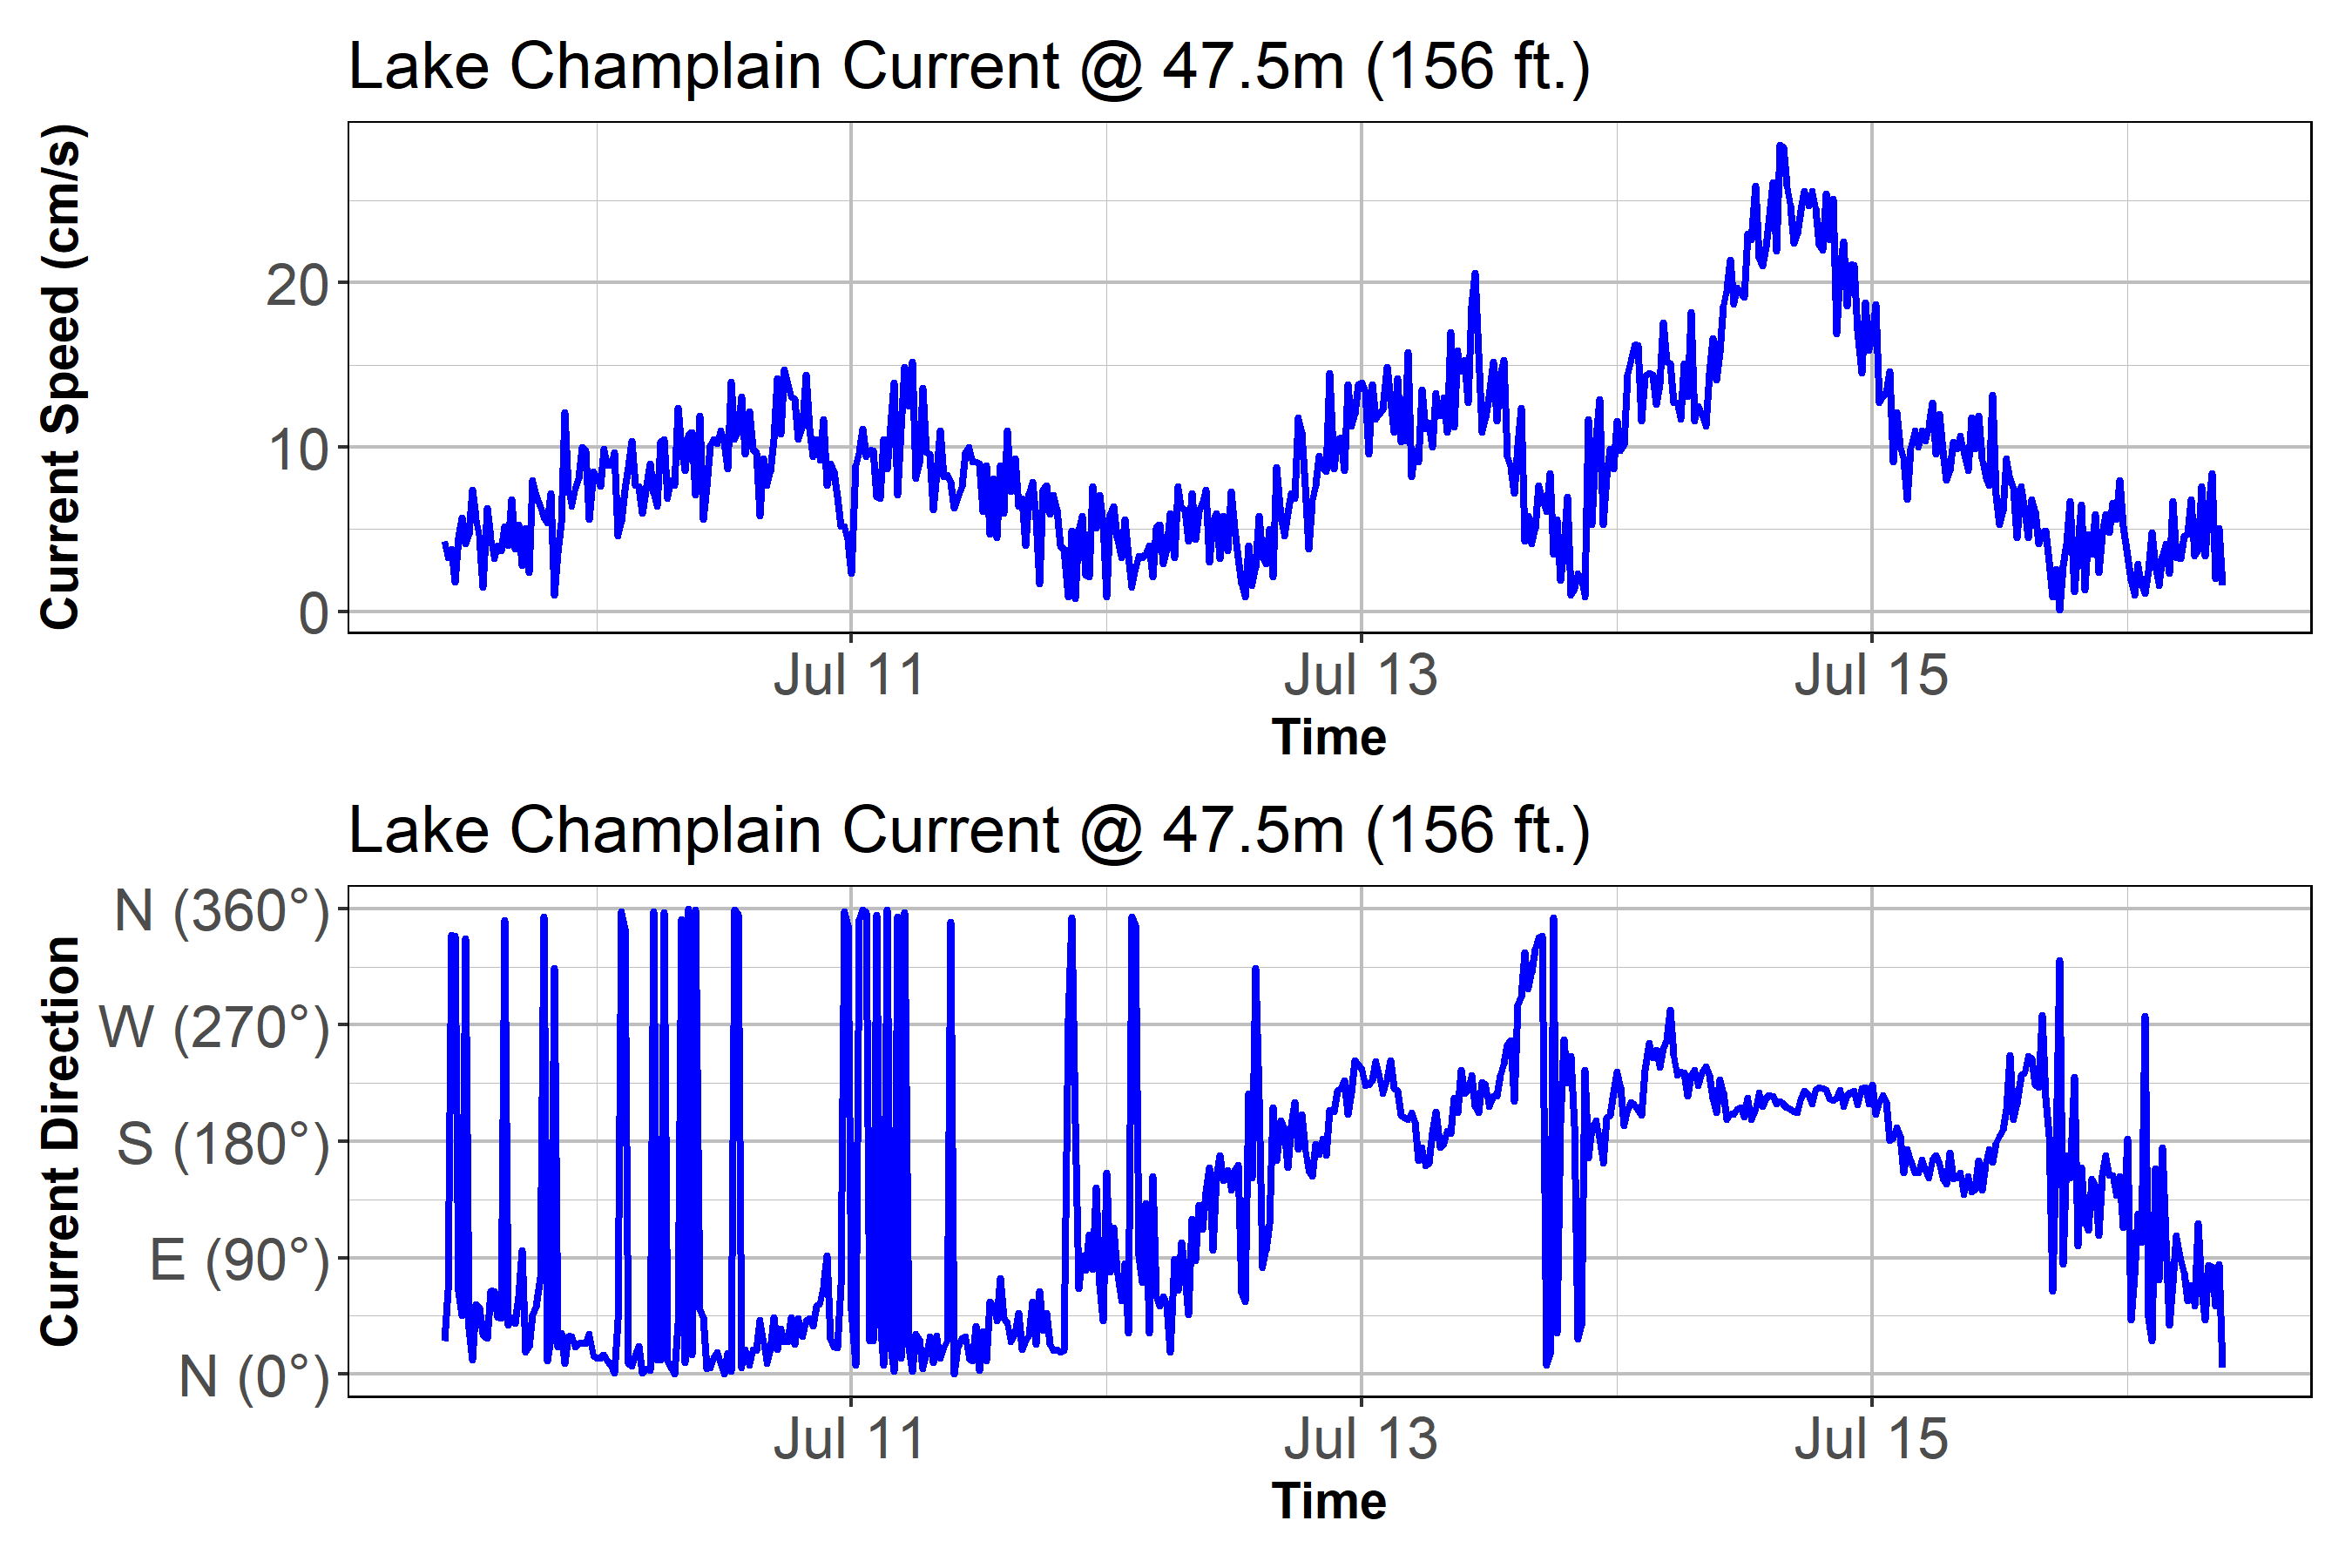 Lake Champlain Current @ 47.5m (156 ft.)
Current Speed (cm/s)
20
10
0
Jul 11 Jul 13 Jul 15
Time
Lake Champlain Current @ 47.5m (156 ft.)
Current Direction
N (360°)
W (270°)
S (180°)
E (90°)
N (0°)
Jul 11 Jul 13 Jul 15
Time